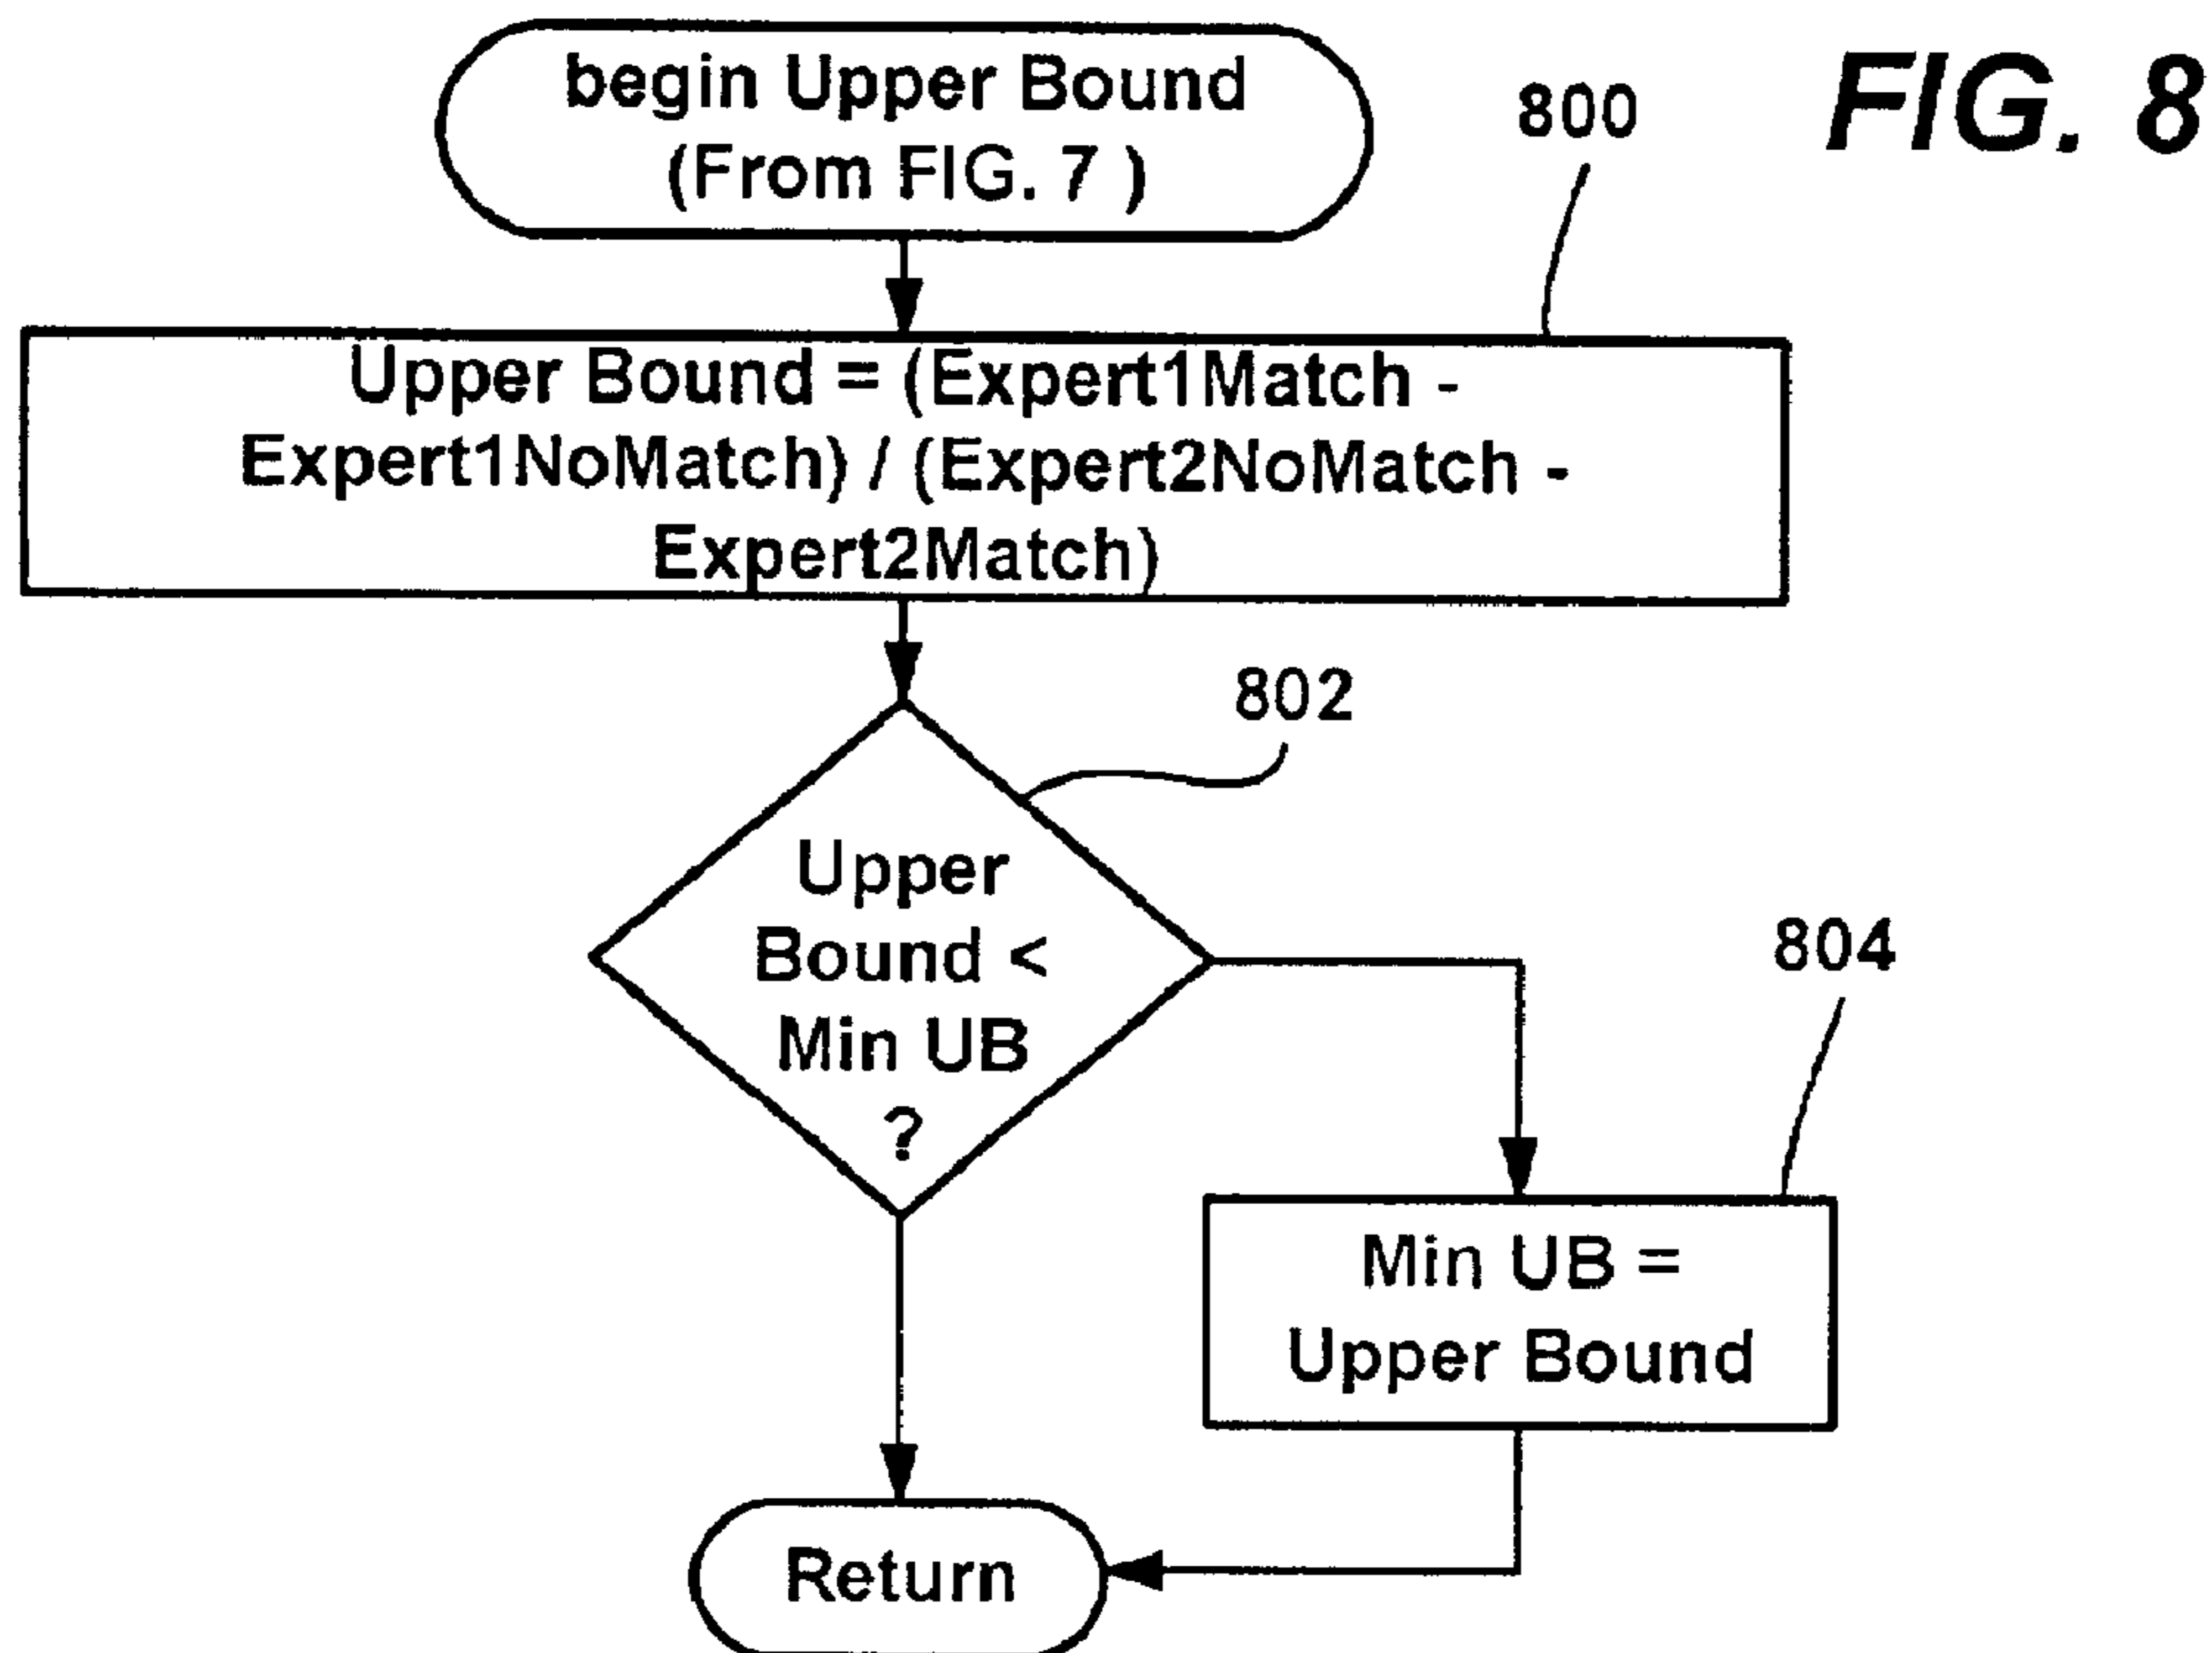 FIG. 8
begin Upper Bound
(From FIG. 7 )
800
Upper Bound = (Expert1Match -
Expert1NoMatch) / (Expert2NoMatch -
Expert2Match)
802
Upper
Bound <
Min UB
?
804
Min UB =
Upper Bound
Return